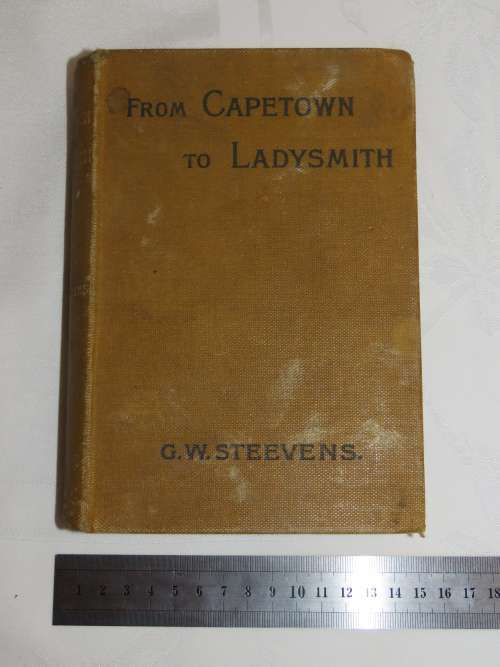 From Capetown
to Ladysmith
G.W. STEEVENS.
1 2 3 4 5 6 7 8 9 10 11 12 13 14 15 16 17 18